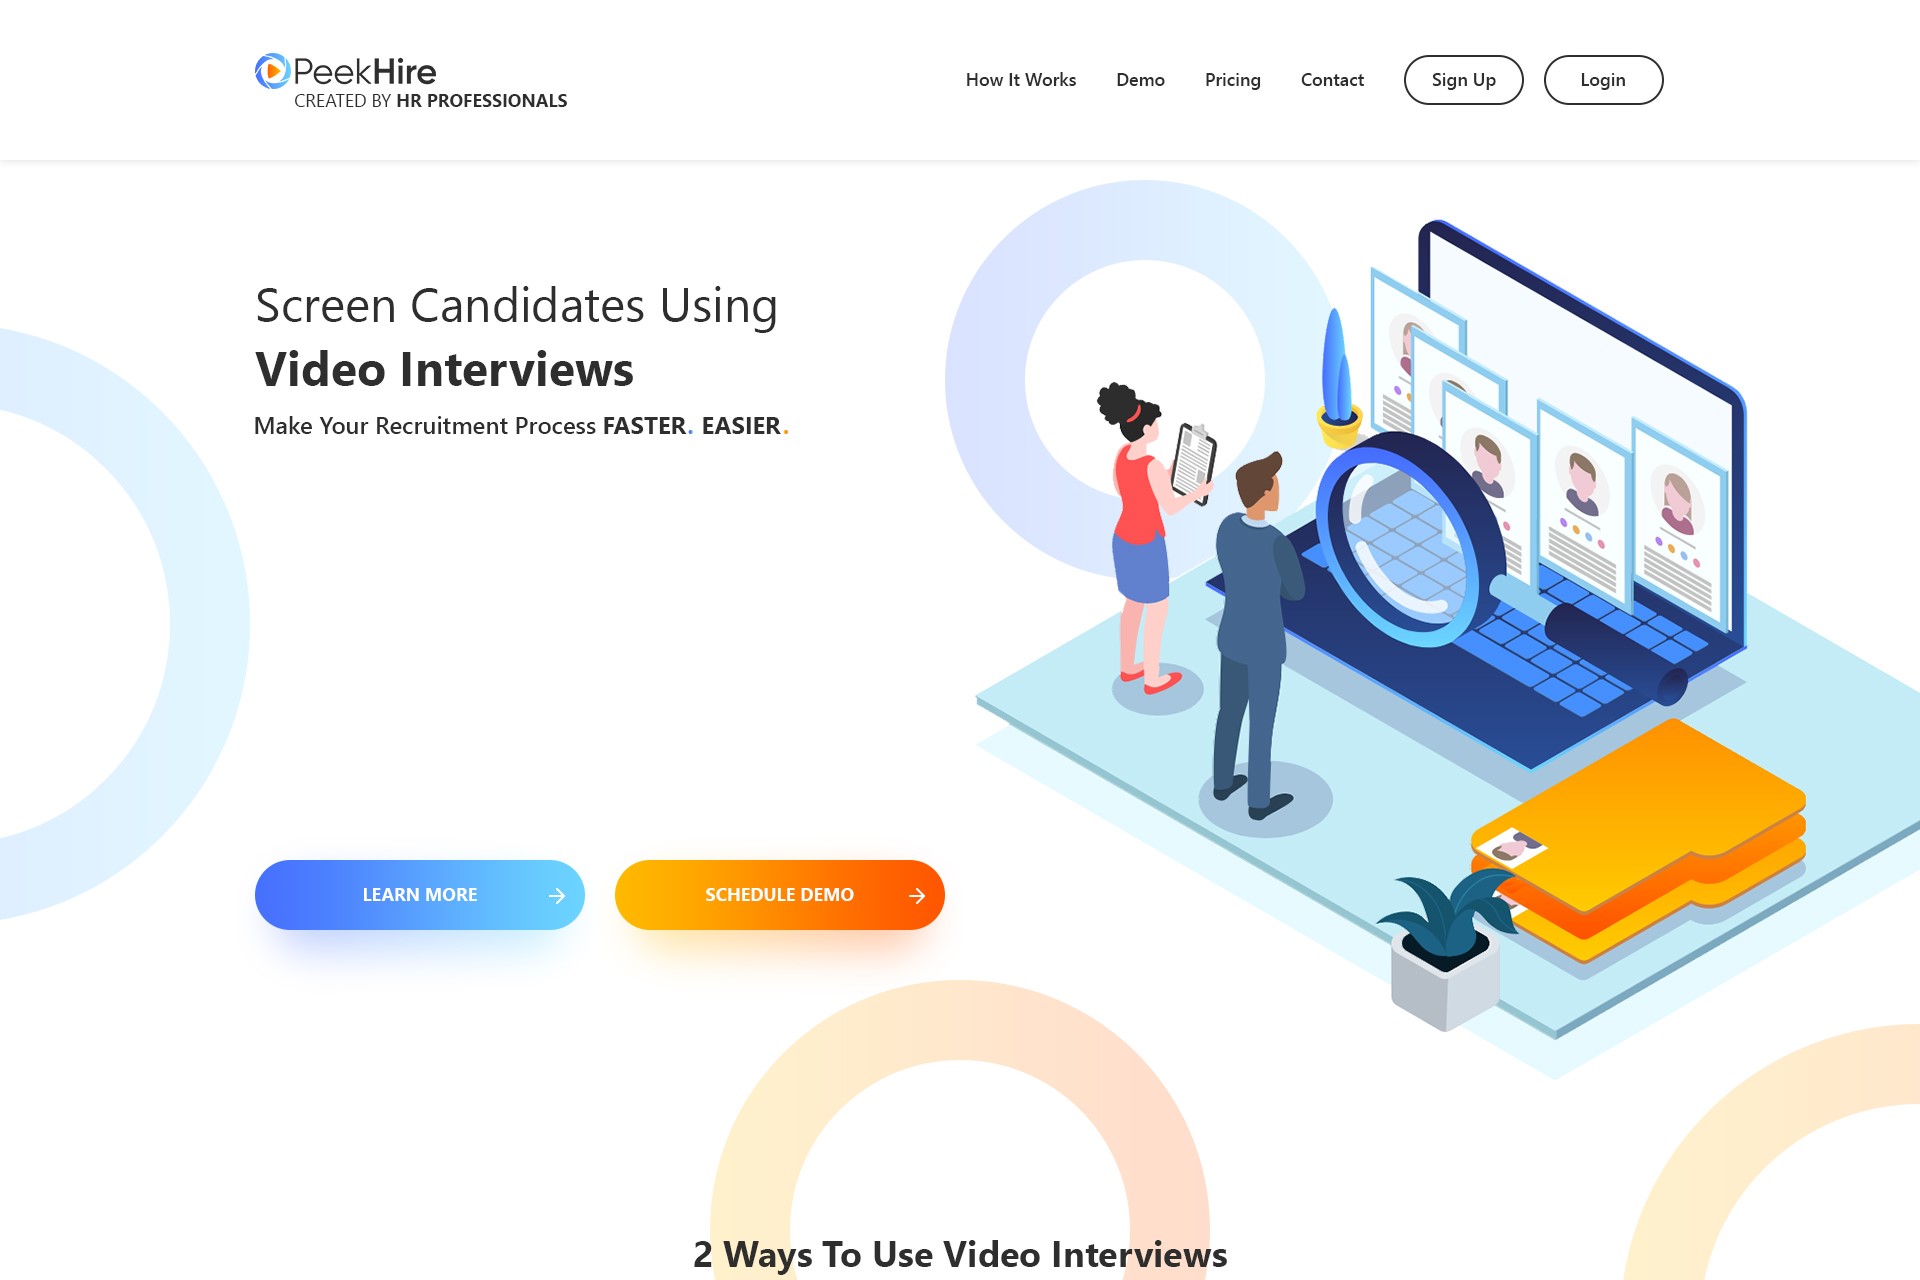 PeekHire
CREATED BY HR PROFESSIONALS
How It Works
Demo
Pricing
Contact
Sign Up
Login
Screen Candidates Using
Video Interviews
Make Your Recruitment Process FASTER. EASIER.
LEARN MORE
SCHEDULE DEMO
2 Ways To Use Video Interviews